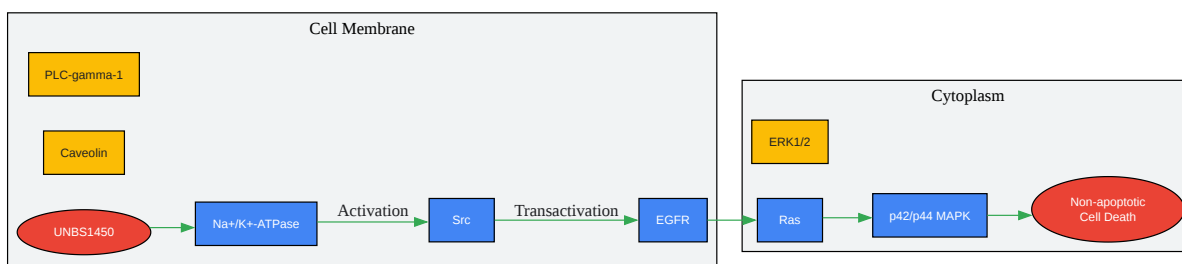 Cell Membrane
PLC-gamma-1
Caveolin
UNBS1450
Na+/K+-ATPase
Activation
Src
Transactivation
EGFR
Cytoplasm
ERK1/2
Ras
p42/p44 MAPK
Non-apoptotic
Cell Death